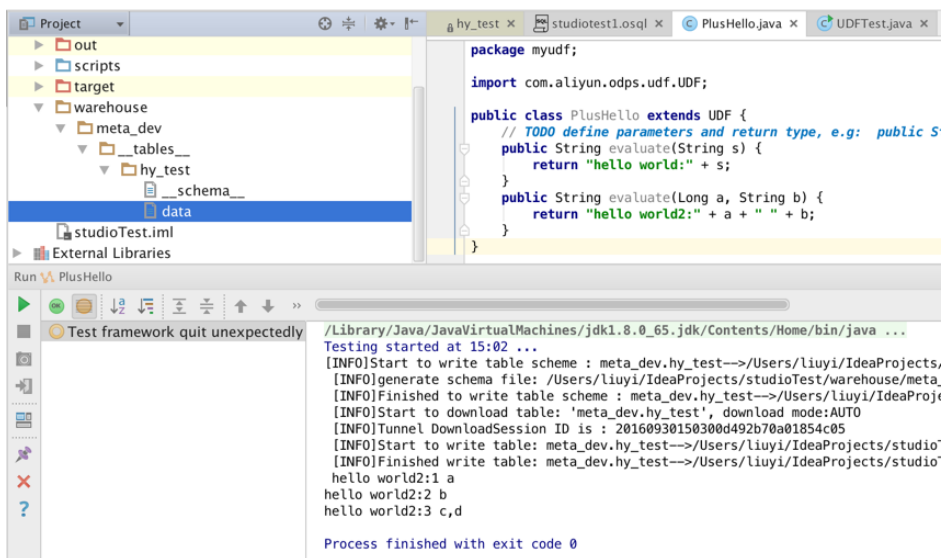 Project
hy_test
studiotest1.osql
PlusHello.java
UDFTest.java
out
scripts
target
warehouse
meta_dev
__tables__
hy_test
__schema__
data
studioTest.iml
External Libraries
package myudf;
import com.aliyun.odps.udf.UDF;
public class PlusHello extends UDF {
// TODO define parameters and return type, e.g: public S
public String evaluate(String s) {
return "hello world:" + s;
}
public String evaluate(Long a, String b) {
return "hello world2:" + a + " " + b;
}
}
Run PlusHello
OK
Test framework quit unexpectedly
/Library/Java/JavaVirtualMachines/jdk1.8.0_65.jdk/Contents/Home/bin/java ...
Testing started at 15:02 ...
[INFO]Start to write table scheme : meta_dev.hy_test-->/Users/liuyi/IdeaProjects/
[INFO]generate schema file: /Users/liuyi/IdeaProjects/studioTest/warehouse/meta_
[INFO]Finished to write table scheme : meta_dev.hy_test-->/Users/liuyi/IdeaProje
[INFO]Start to download table: 'meta_dev.hy_test', download mode:AUTO
[INFO]Tunnel DownloadSession ID is : 20160930150300d492b70a01854c05
[INFO]Start to write table: meta_dev.hy_test-->/Users/liuyi/IdeaProjects/studioT
[INFO]Finished write table: meta_dev.hy_test-->/Users/liuyi/IdeaProjects/studioT
hello world2:1 a
hello world2:2 b
hello world2:3 c,d
Process finished with exit code 0